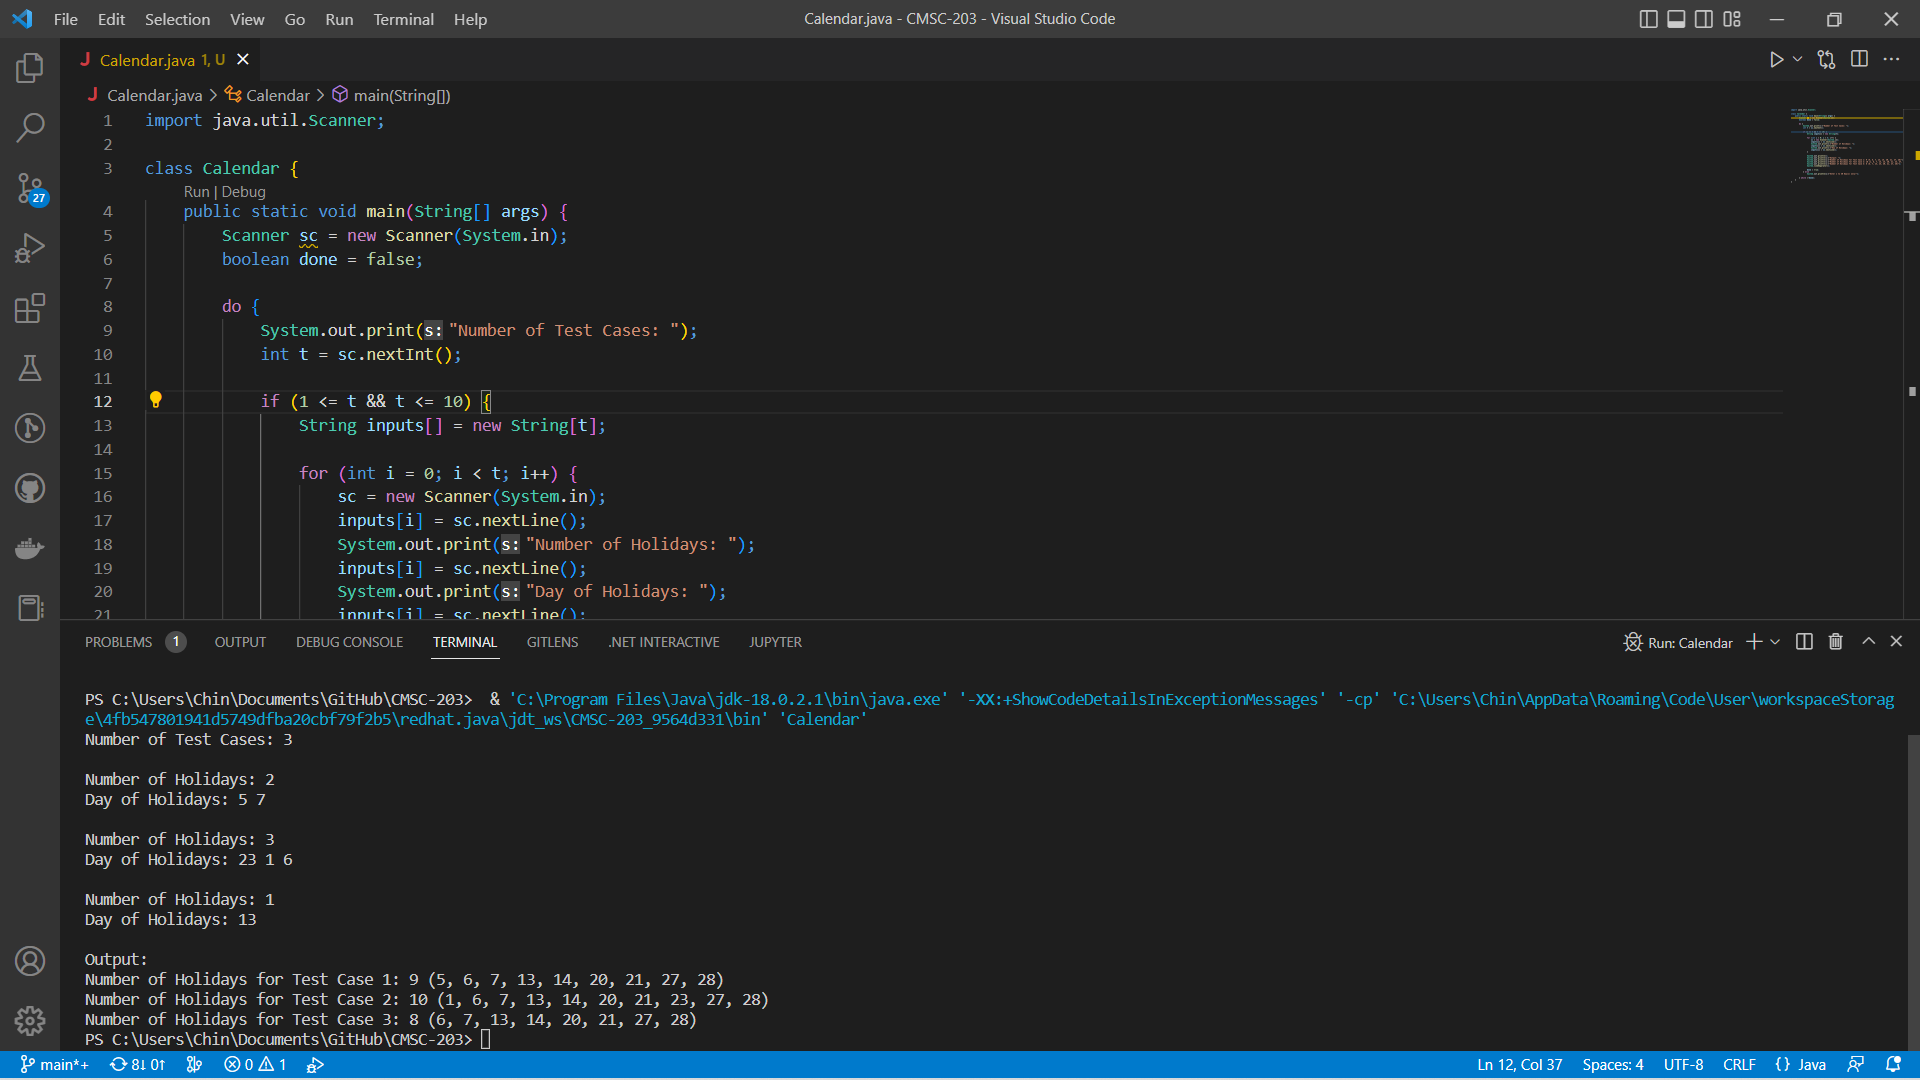 File Edit Selection View Go Run Terminal Help
Calendar.java - CMSC-203 - Visual Studio Code
J Calendar.java 1, U
J Calendar.java > Calendar > main(String[])
1 import java.util.Scanner;
2
3 class Calendar {
Run | Debug
4 public static void main(String[] args) {
5 Scanner sc = new Scanner(System.in);
6 boolean done = false;
7
8 do {
9 System.out.print(s: "Number of Test Cases: ");
10 int t = sc.nextInt();
11
12 if (1 <= t && t <= 10) {
13 String inputs[] = new String[t];
14
15 for (int i = 0; i < t; i++) {
16 sc = new Scanner(System.in);
17 inputs[i] = sc.nextLine();
18 System.out.print(s: "Number of Holidays: ");
19 inputs[i] = sc.nextLine();
20 System.out.print(s: "Day of Holidays: ");
21 inputs[i] = sc.nextLine();
27
PROBLEMS 1 OUTPUT DEBUG CONSOLE TERMINAL GITLENS .NET INTERACTIVE JUPYTER
Run: Calendar
PS C:\Users\Chin\Documents\GitHub\CMSC-203> & 'C:\Program Files\Java\jdk-18.0.2.1\bin\java.exe' '-XX:+ShowCodeDetailsInExceptionMessages' '-cp' 'C:\Users\Chin\AppData\Roaming\Code\User\workspaceStorag
e\4fb547801941d5749dfba20cbf79f2b5\redhat.java\jdt_ws\CMSC-203_9564d331\bin' 'Calendar'
Number of Test Cases: 3
Number of Holidays: 2
Day of Holidays: 5 7
Number of Holidays: 3
Day of Holidays: 23 1 6
Number of Holidays: 1
Day of Holidays: 13
Output:
Number of Holidays for Test Case 1: 9 (5, 6, 7, 13, 14, 20, 21, 27, 28)
Number of Holidays for Test Case 2: 10 (1, 6, 7, 13, 14, 20, 21, 23, 27, 28)
Number of Holidays for Test Case 3: 8 (6, 7, 13, 14, 20, 21, 27, 28)
PS C:\Users\Chin\Documents\GitHub\CMSC-203>
main*+ 8↓ 0↑ 0 1
Ln 12, Col 37 Spaces: 4 UTF-8 CRLF {} Java